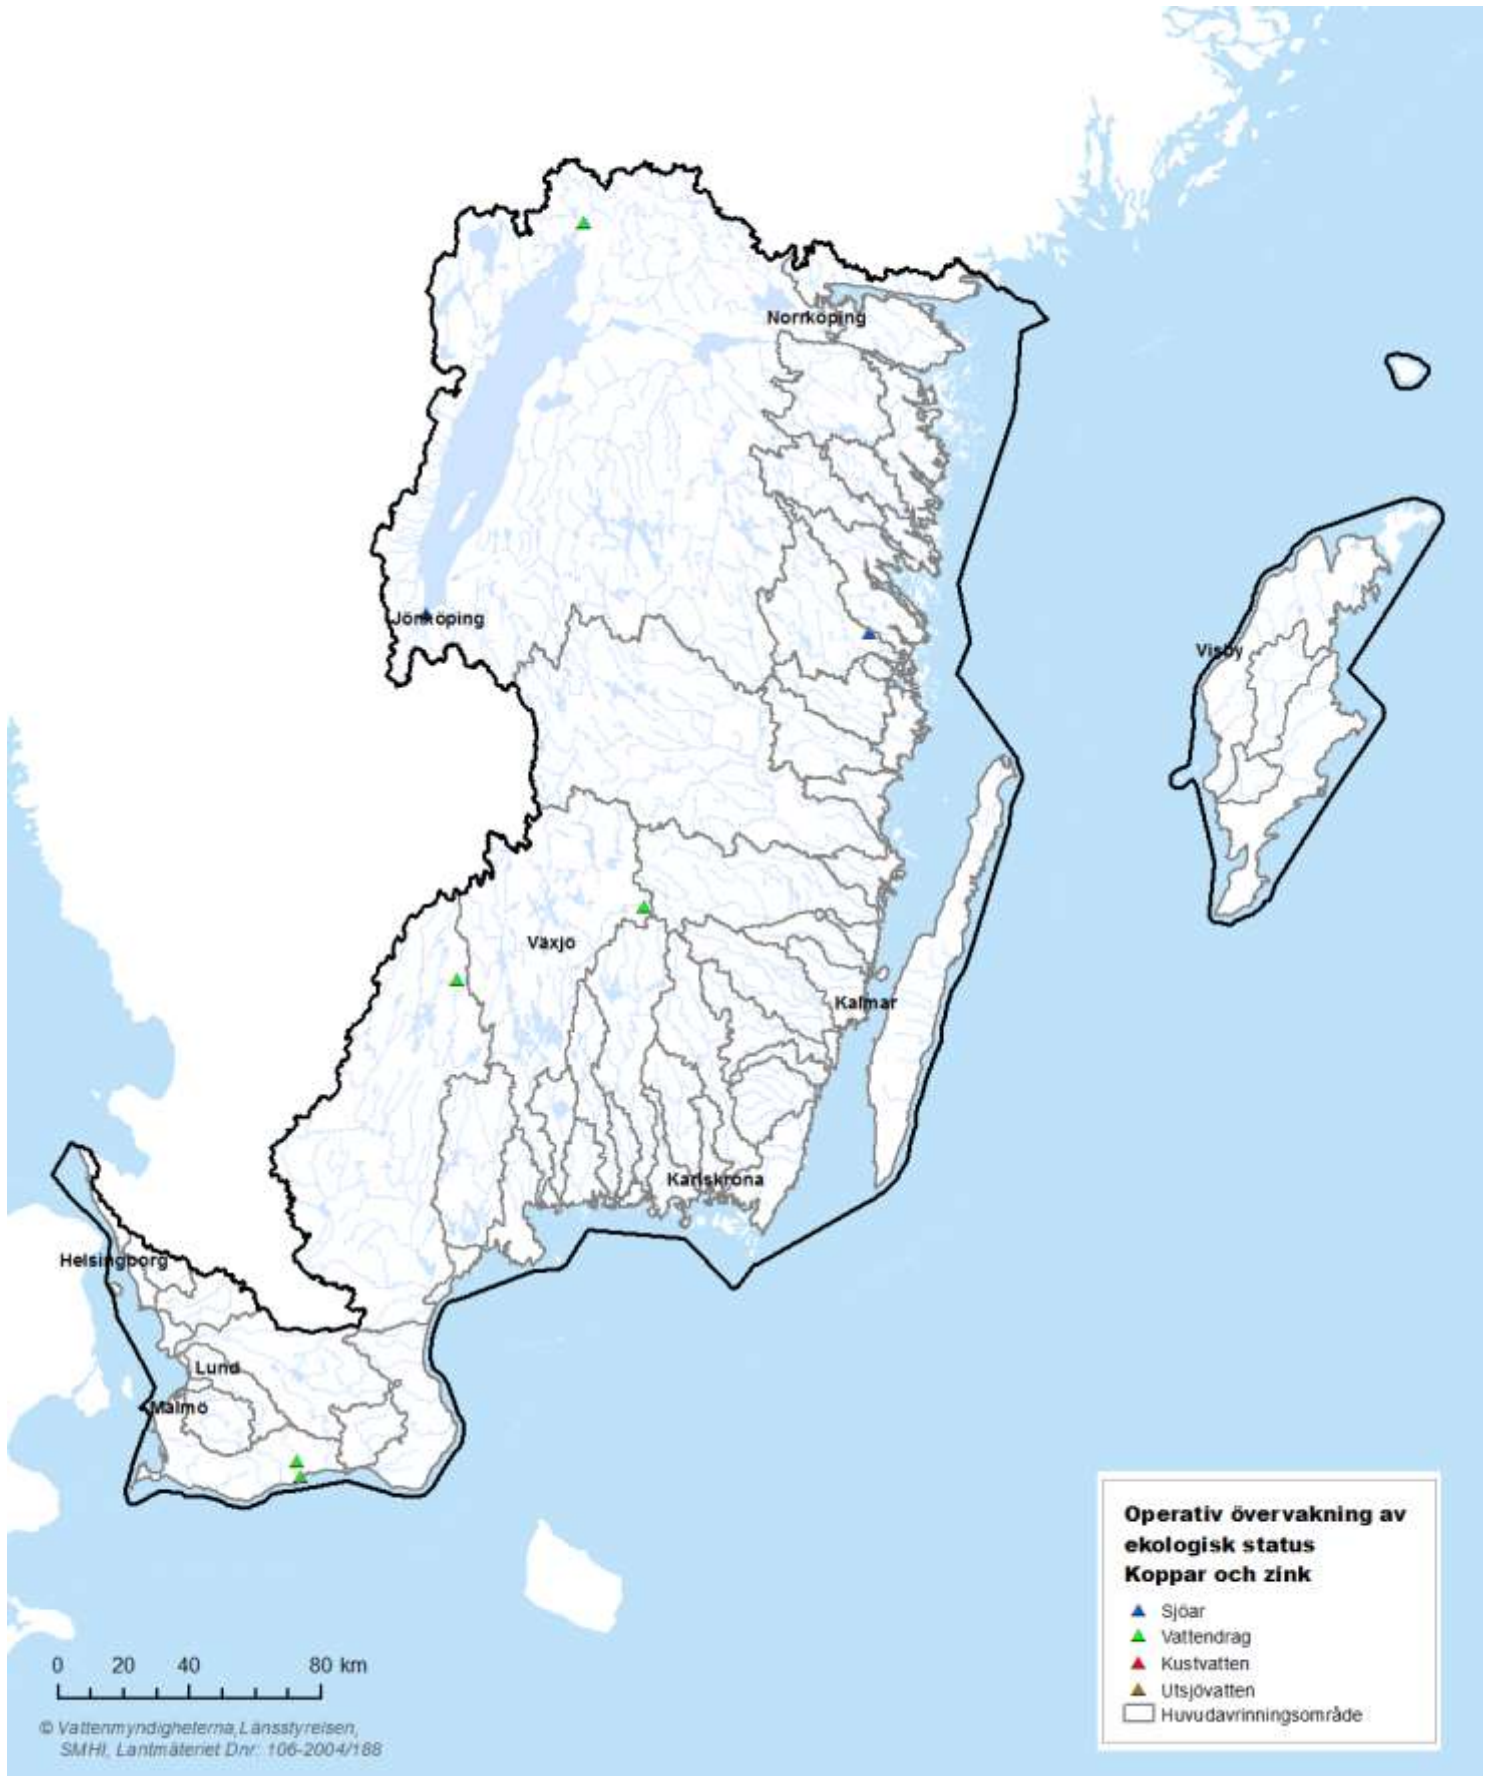 Norrköping
Jönköping
Visby
Växjö
Kalmar
Karlskrona
Helsingborg
Lund
Malmö
Operativ övervakning av
ekologisk status
Koppar och zink
Sjöar
Vattendrag
Kustvatten
Utsjövatten
Huvudavrinningsområde
0 20 40 80 km
© Vattenmyndigheterna,Länsstyrelsen,
SMHI, Lantmäteriet Dnr: 106-2004/188